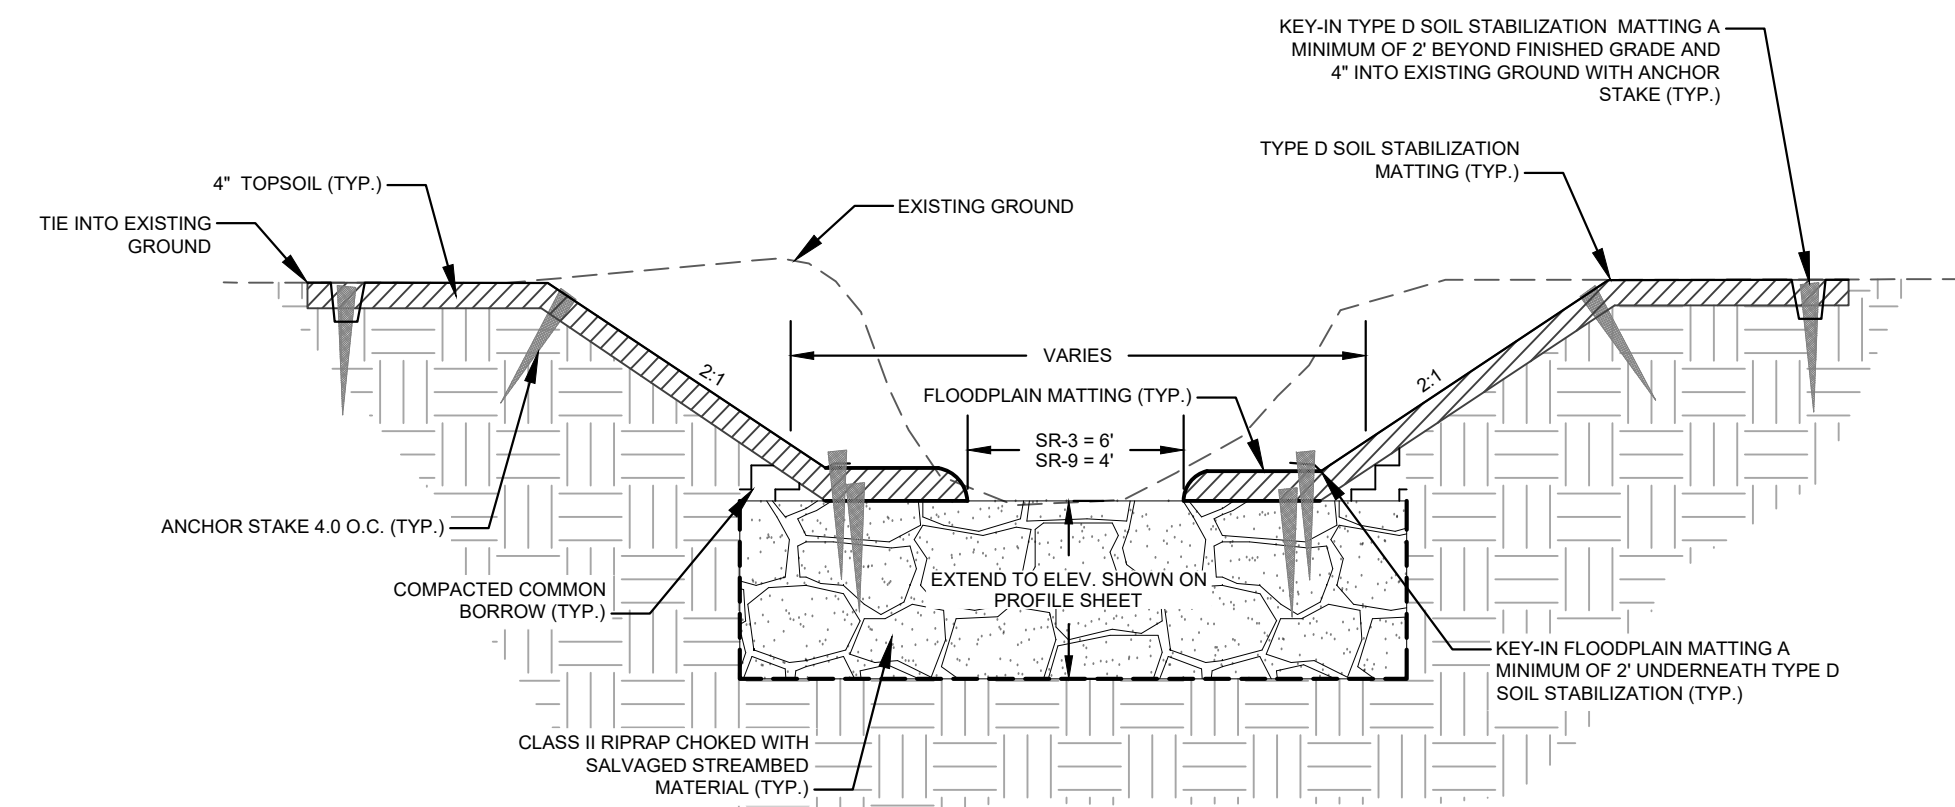 KEY-IN TYPE D SOIL STABILIZATION MATTING A
MINIMUM OF 2' BEYOND FINISHED GRADE AND
4" INTO EXISTING GROUND WITH ANCHOR
STAKE (TYP.)
TYPE D SOIL STABILIZATION
MATTING (TYP.)
4" TOPSOIL (TYP.)
TIE INTO EXISTING
GROUND
EXISTING GROUND
VARIES
2:1
2:1
FLOODPLAIN MATTING (TYP.)
SR-3 = 6'
SR-9 = 4'
ANCHOR STAKE 4.0 O.C. (TYP.)
COMPACTED COMMON
BORROW (TYP.)
EXTEND TO ELEV. SHOWN ON
PROFILE SHEET
KEY-IN FLOODPLAIN MATTING A
MINIMUM OF 2' UNDERNEATH TYPE D
SOIL STABILIZATION (TYP.)
CLASS II RIPRAP CHOKED WITH
SALVAGED STREAMBED
MATERIAL (TYP.)